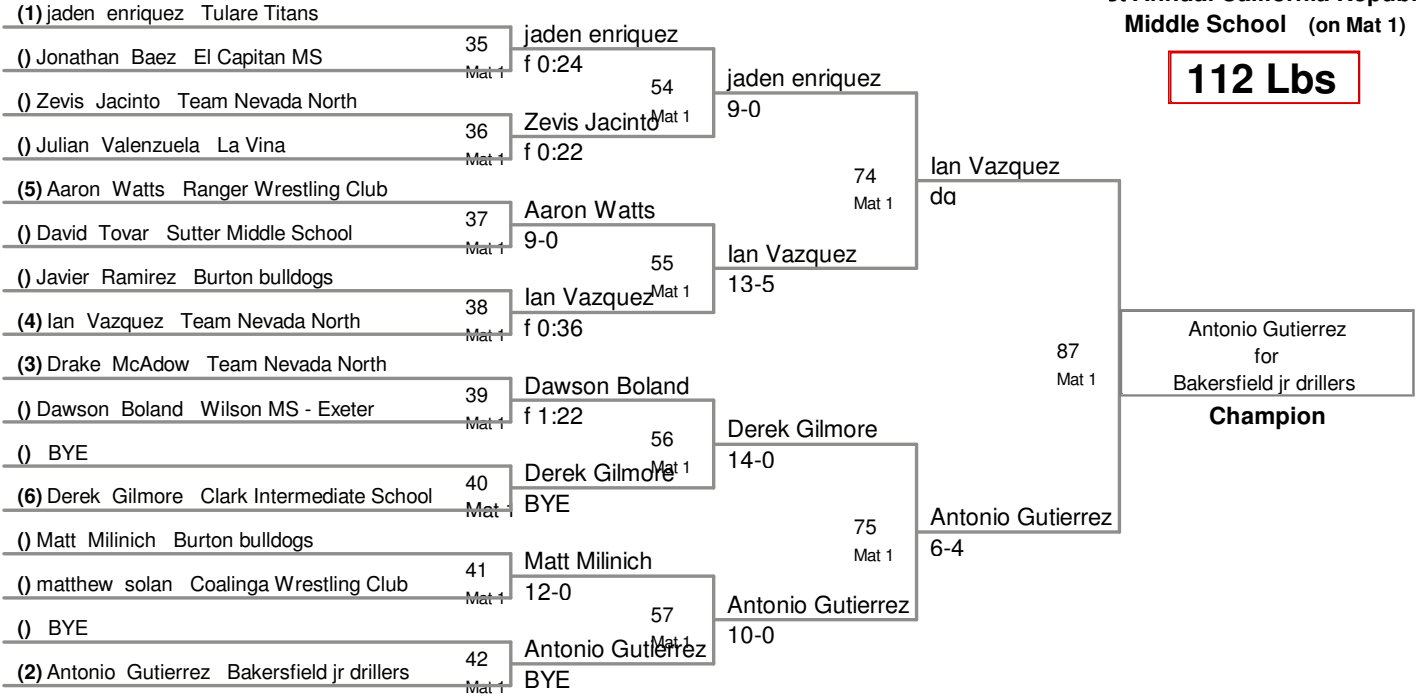 Annual California
Middle School (on Mat 1)
112 Lbs
(1) jaden enriquez Tulare Titans
() Jonathan Baez El Capitan MS
() Zevis Jacinto Team Nevada North
() Julian Valenzuela La Vina
(5) Aaron Watts Ranger Wrestling Club
() David Tovar Sutter Middle School
() Javier Ramirez Burton bulldogs
(4) Ian Vazquez Team Nevada North
(3) Drake McAdow Team Nevada North
() Dawson Boland Wilson MS - Exeter
() BYE
(6) Derek Gilmore Clark Intermediate School
() Matt Milinich Burton bulldogs
() matthew solan Coalinga Wrestling Club
() BYE
(2) Antonio Gutierrez Bakersfield jr drillers
35
Mat 1
36
Mat 1
37
Mat 1
38
Mat 1
39
Mat 1
40
Mat 1
41
Mat 1
42
Mat 1
jaden enriquez
f 0:24
Zevis Jacinto
f 0:22
Aaron Watts
9-0
Ian Vazquez
f 0:36
Dawson Boland
f 1:22
Derek Gilmore
BYE
Matt Milinich
12-0
Antonio Gutierrez
BYE
54
Mat 1
55
Mat 1
56
Mat 1
57
Mat 1
jaden enriquez
9-0
Ian Vazquez
13-5
Derek Gilmore
14-0
Antonio Gutierrez
10-0
74
Mat 1
75
Mat 1
Ian Vazquez
dq
Antonio Gutierrez
6-4
87
Mat 1
Antonio Gutierrez
for
Bakersfield jr drillers
Champion